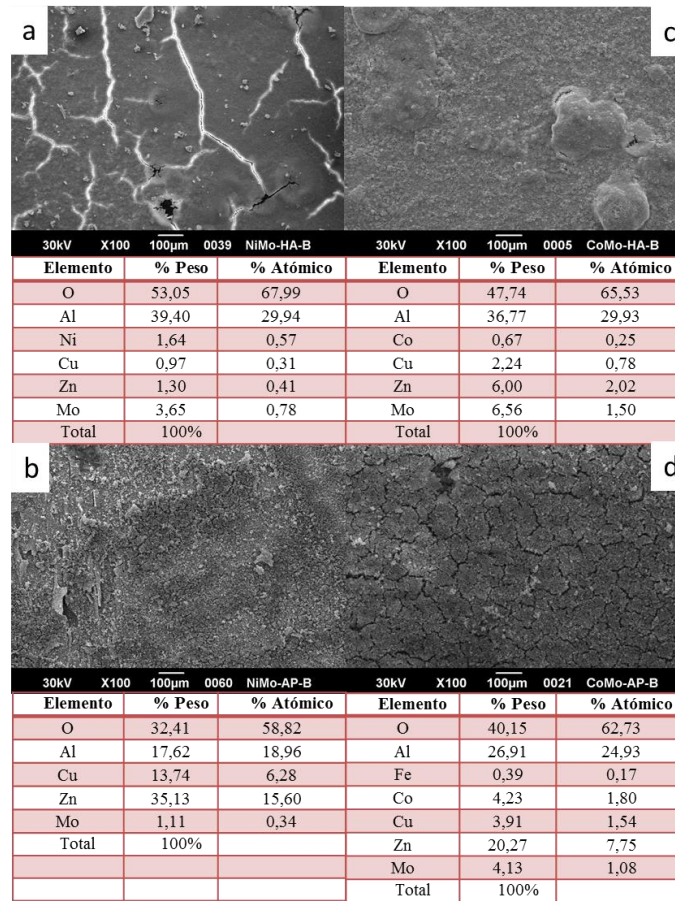 a
c
30kV X100 100µm 0039 NiMo-HA-B
30kV X100 100µm 0005 CoMo-HA-B
Elemento % Peso % Atómico
O 53,05 67,99
Al 39,40 29,94
Ni 1,64 0,57
Cu 0,97 0,31
Zn 1,30 0,41
Mo 3,65 0,78
Total 100%
Elemento % Peso % Atómico
O 47,74 65,53
Al 36,77 29,93
Co 0,67 0,25
Cu 2,24 0,78
Zn 6,00 2,02
Mo 6,56 1,50
Total 100%
b
d
30kV X100 100µm 0060 NiMo-AP-B
30kV X100 100µm 0021 CoMo-AP-B
Elemento % Peso % Atómico
O 32,41 58,82
Al 17,62 18,96
Cu 13,74 6,28
Zn 35,13 15,60
Mo 1,11 0,34
Total 100%
Elemento % Peso % Atómico
O 40,15 62,73
Al 26,91 24,93
Fe 0,39 0,17
Co 4,23 1,80
Cu 3,91 1,54
Zn 20,27 7,75
Mo 4,13 1,08
Total 100%